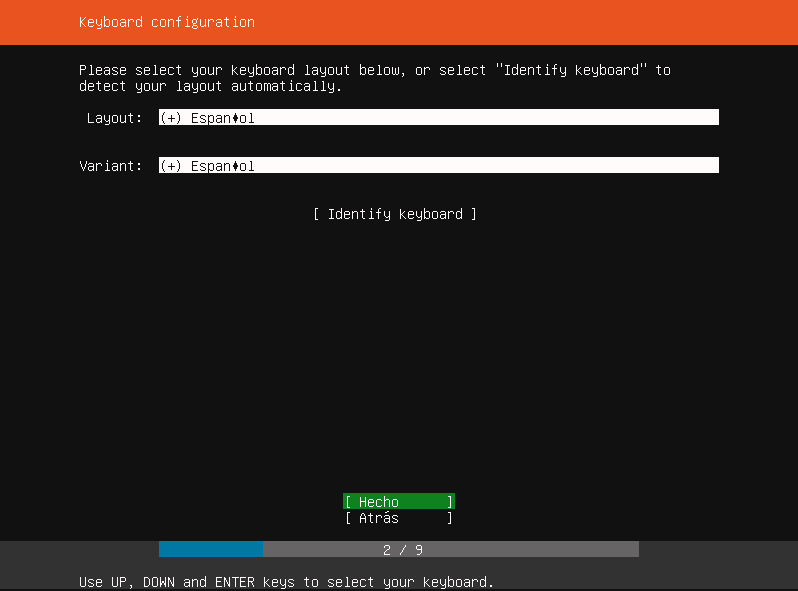 Keyboard configuration
Please select your keyboard layout below, or select "Identify keyboard" to
detect your layout automatically.
Layout: (+) Espan♦ol
Variant: (+) Espan♦ol
[ Identify keyboard ]
[ Hecho ]
[ Atrás ]
2 / 9
Use UP, DOWN and ENTER keys to select your keyboard.